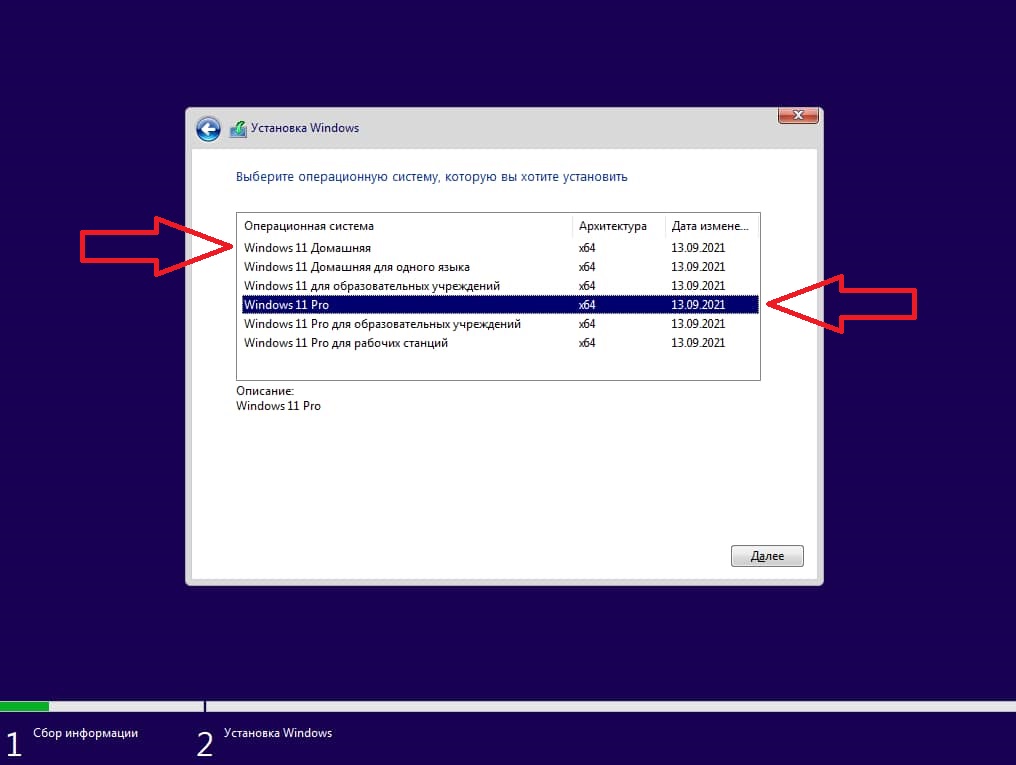 Установка Windows
Выберите операционную систему, которую вы хотите установить
Операционная система Архитектура Дата измене...
Windows 11 Домашняя x64 13.09.2021
Windows 11 Домашняя для одного языка x64 13.09.2021
Windows 11 для образовательных учреждений x64 13.09.2021
Windows 11 Pro x64 13.09.2021
Windows 11 Pro для образовательных учреждений x64 13.09.2021
Windows 11 Pro для рабочих станций x64 13.09.2021
Описание:
Windows 11 Pro
Далее
1 Сбор информации 2 Установка Windows